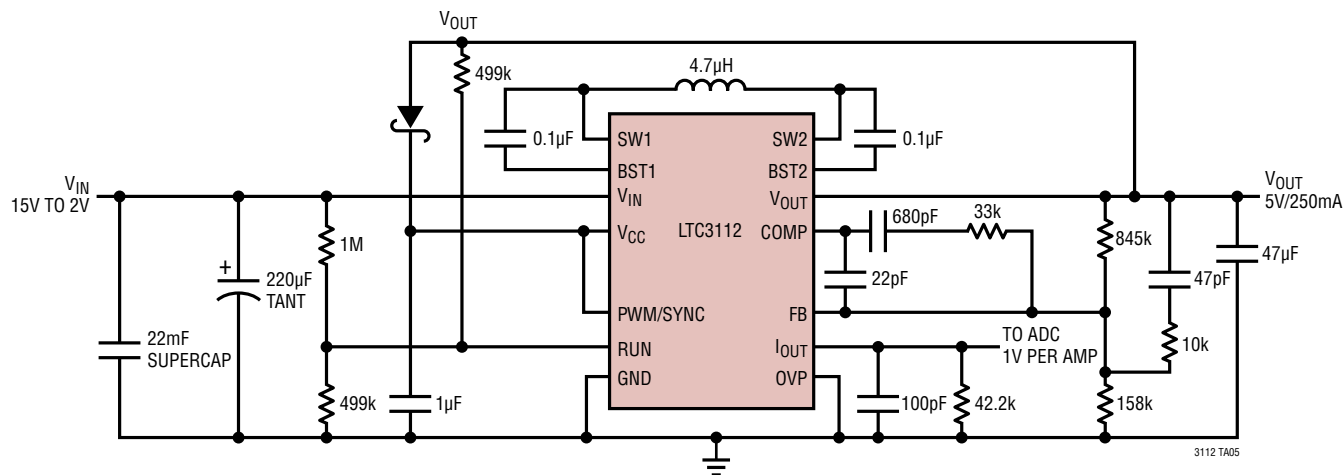 VOUT
499k
4.7µH
0.1µF
SW1
SW2
0.1µF
BST1
BST2
VIN
15V TO 2V
VIN
VOUT
VOUT
5V/250mA
LTC3112
680pF
33k
1M
VCC
COMP
845k
47µF
+
220µF
TANT
22pF
47pF
PWM/SYNC
FB
22mF
SUPERCAP
RUN
IOUT
TO ADC
1V PER AMP
10k
GND
OVP
499k
1µF
100pF
42.2k
158k
3112 TA05